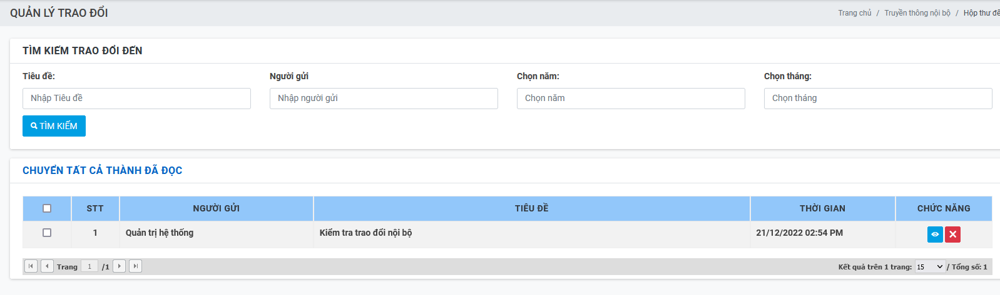 QUẢN LÝ TRAO ĐỔI
Trang chủ / Truyền thông nội bộ / Hộp thư đế
TÌM KIẾM TRAO ĐỔI ĐẾN
Tiêu đề: Người gửi Chọn năm: Chọn tháng:
Nhập Tiêu đề Nhập người gửi Chọn năm Chọn tháng
TÌM KIẾM
CHUYỂN TẤT CẢ THÀNH ĐÃ ĐỌC
STT NGƯỜI GỬI TIÊU ĐỀ THỜI GIAN CHỨC NĂNG
1 Quản trị hệ thống Kiểm tra trao đổi nội bộ 21/12/2022 02:54 PM
Trang 1 /1 Kết quả trên 1 trang: 15 / Tổng số: 1